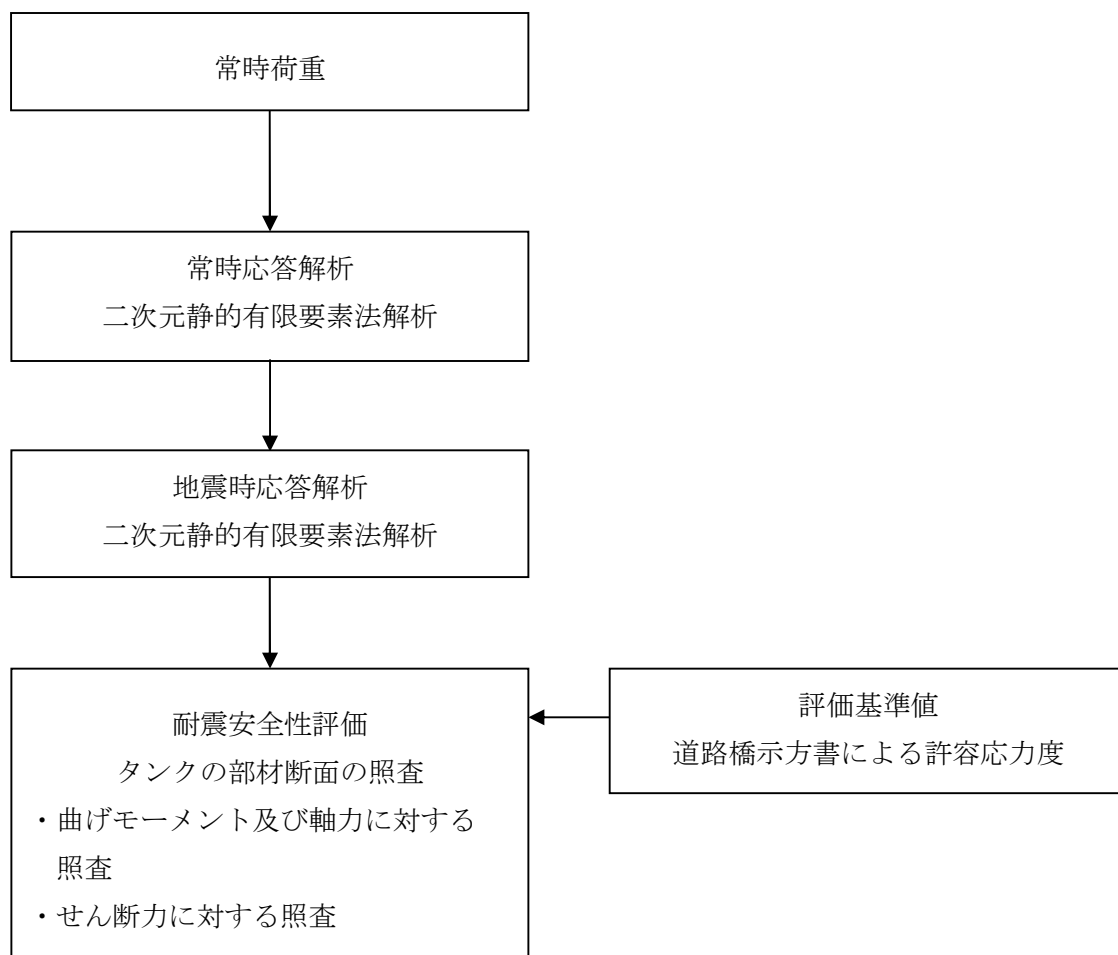 常時荷重
常時応答解析
二次元静的有限要素法解析
地震時応答解析
二次元静的有限要素法解析
耐震安全性評価
タンクの部材断面の照査
・曲げモーメント及び軸力に対する
照査
・せん断力に対する照査
評価基準値
道路橋示方書による許容応力度